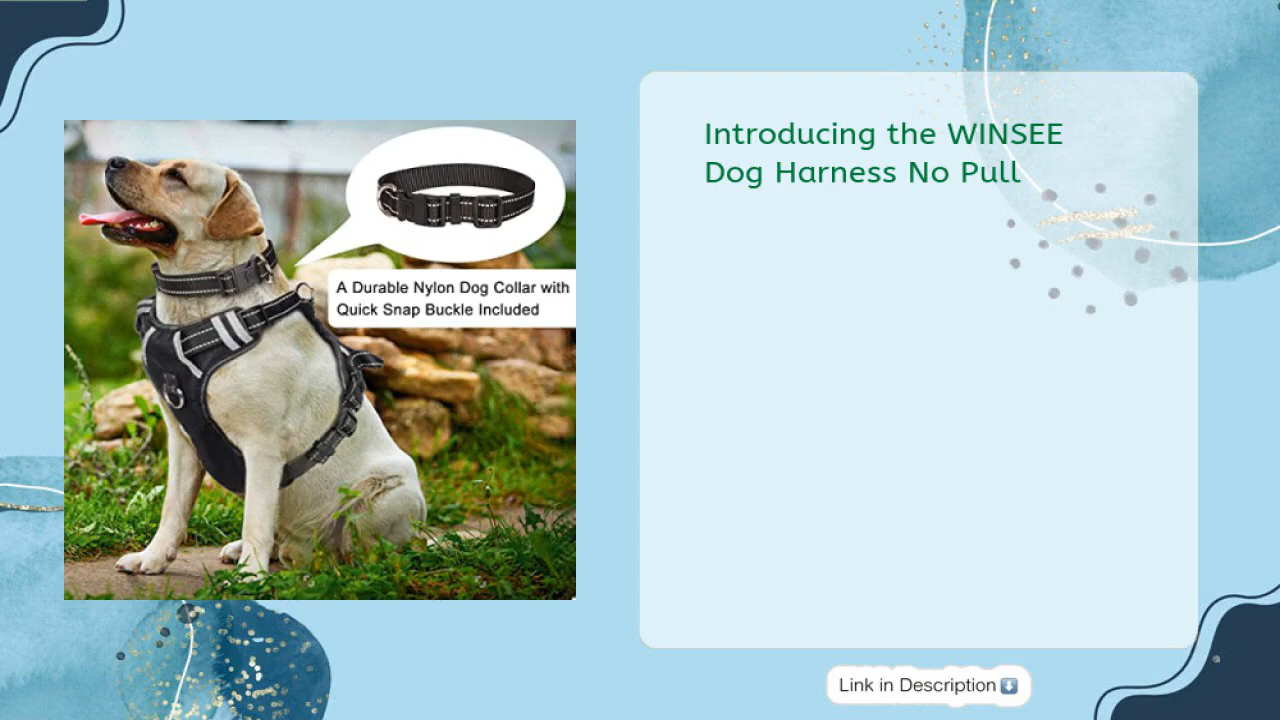 A Durable Nylon Dog Collar with
Quick Snap Buckle Included
Introducing the WINSEE
Dog Harness No Pull
Link in Description⬇️